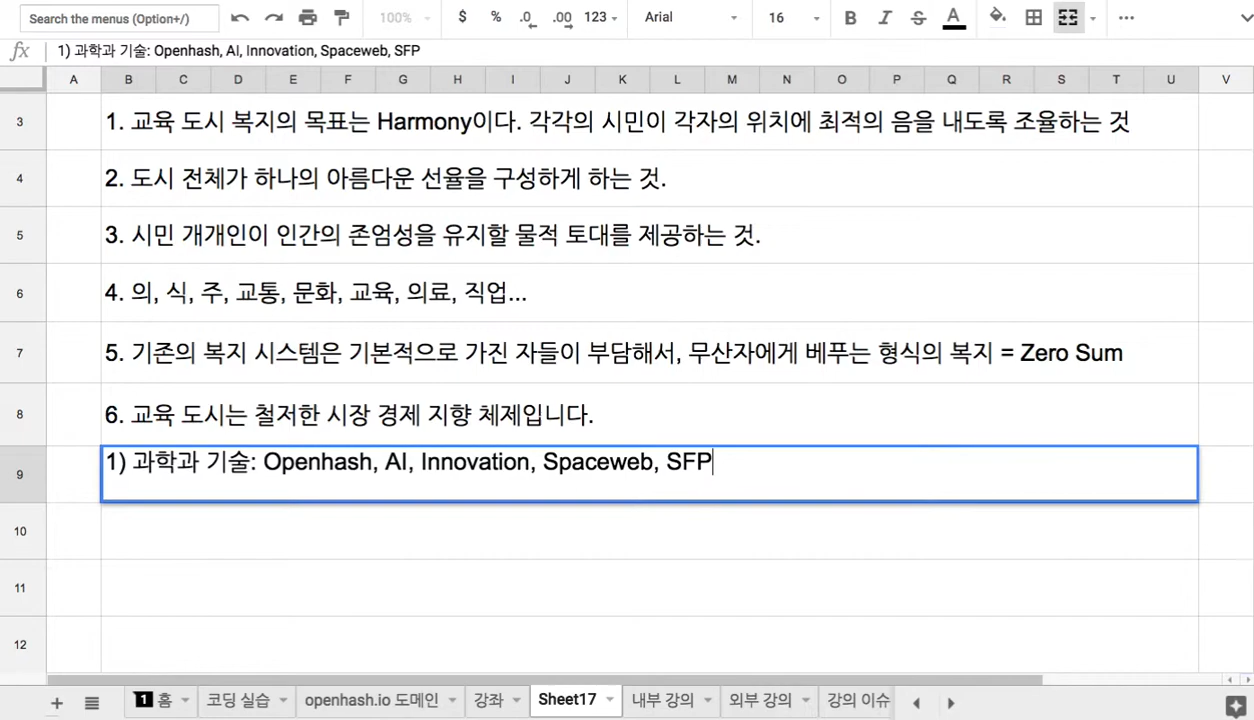 Search the menus (Option+/)
100%
$ % .0 .00 123
Arial
16
B I S A
fx 1) 과학과 기술: Openhash, AI, Innovation, Spaceweb, SFP
A B C D E F G H I J K L M N O P Q R S T U V
3 1. 교육 도시 복지의 목표는 Harmony이다. 각각의 시민이 각자의 위치에 최적의 음을 내도록 조율하는 것
4 2. 도시 전체가 하나의 아름다운 선율을 구성하게 하는 것.
5 3. 시민 개개인이 인간의 존엄성을 유지할 물적 토대를 제공하는 것.
6 4. 의, 식, 주, 교통, 문화, 교육, 의료, 직업...
7 5. 기존의 복지 시스템은 기본적으로 가진 자들이 부담해서, 무산자에게 베푸는 형식의 복지 = Zero Sum
8 6. 교육 도시는 철저한 시장 경제 지향 체제입니다.
9 1) 과학과 기술: Openhash, AI, Innovation, Spaceweb, SFP
10
11
12
1 홈 코딩 실습 openhash.io 도메인 강좌 Sheet17 내부 강의 외부 강의 강의 이슈